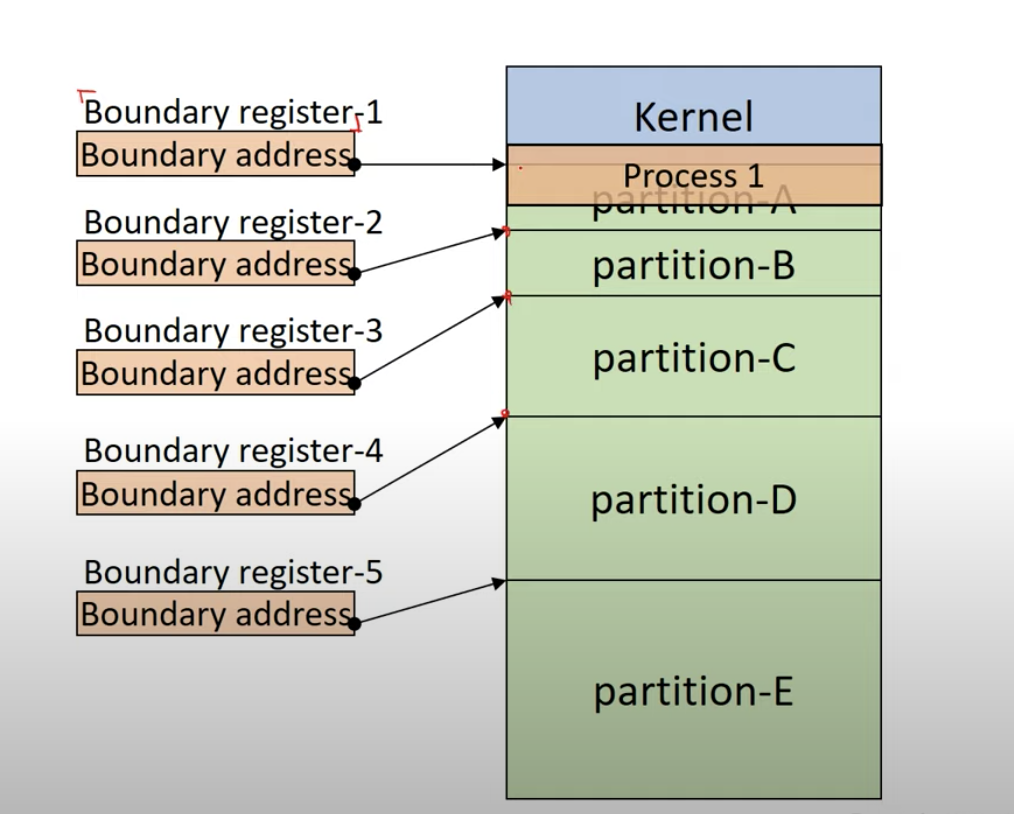 Boundary register-1
Boundary address
Boundary register-2
Boundary address
Boundary register-3
Boundary address
Boundary register-4
Boundary address
Boundary register-5
Boundary address
Kernel
Process 1
partition-A
partition-B
partition-C
partition-D
partition-E